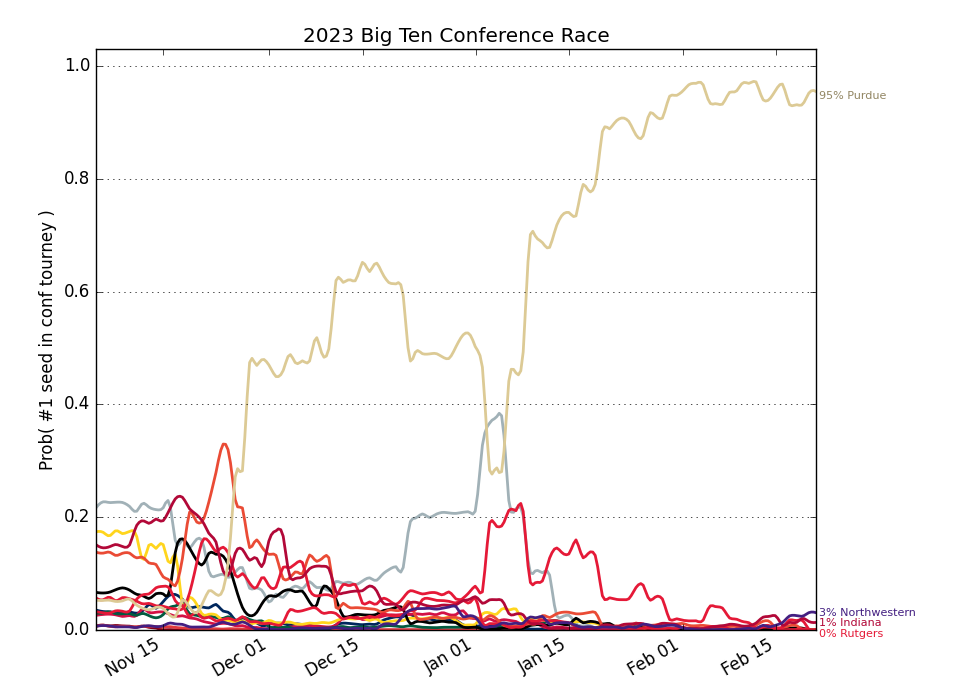 2023 Big Ten Conference Race
Prob( #1 seed in conf tourney )
1.0
0.8
0.6
0.4
0.2
0.0
Nov 15
Dec 01
Dec 15
Jan 01
Jan 15
Feb 01
Feb 15
95% Purdue
3% Northwestern
1% Indiana
0% Rutgers